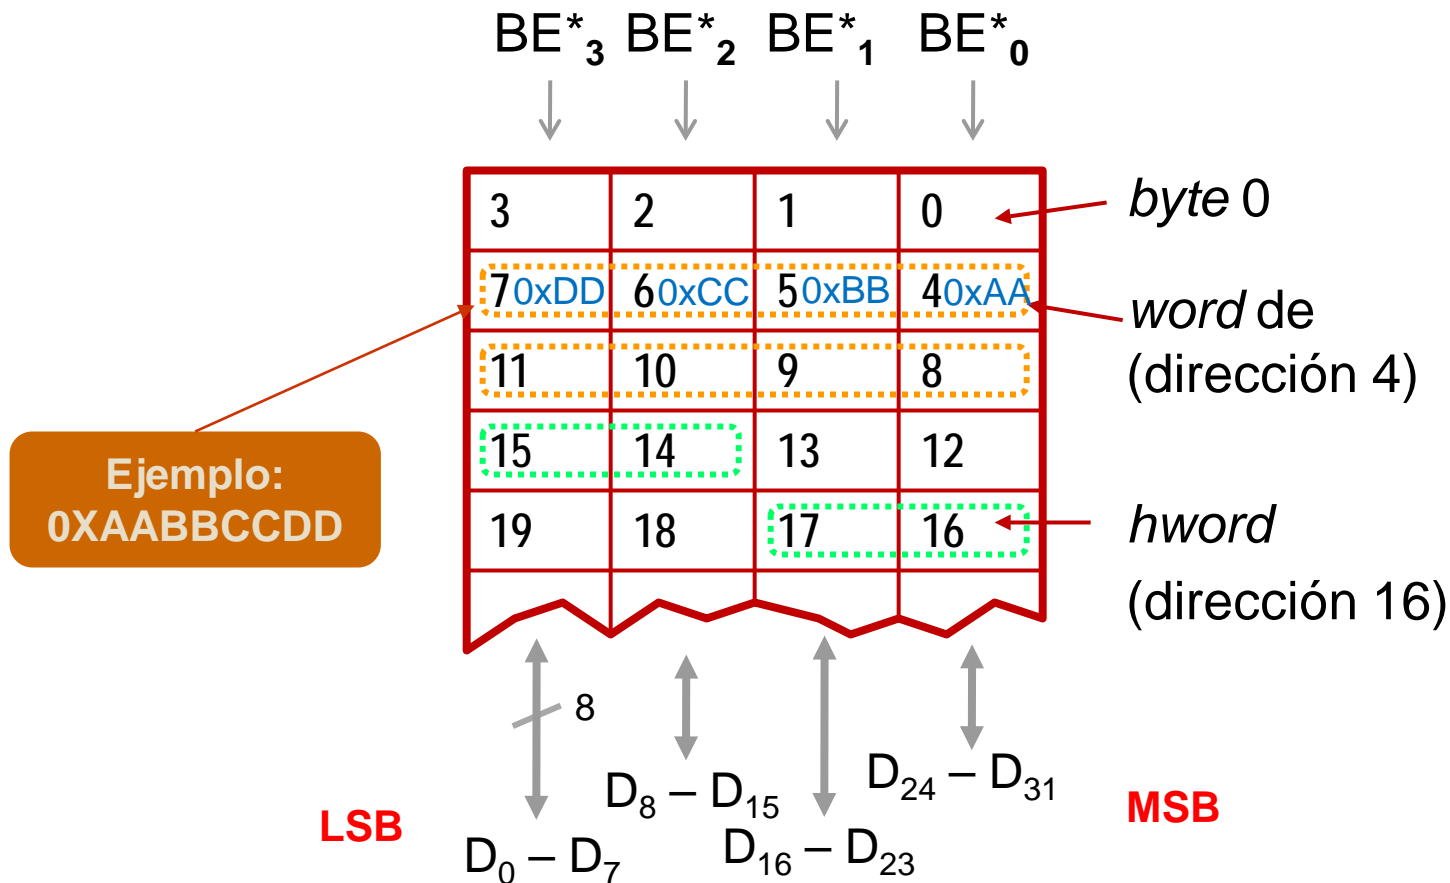 BE*3 BE*2 BE*1 BE*0
3 2 1 0
byte 0
7 0xDD 6 0xCC 5 0xBB 4 0xAA
word de
(dirección 4)
11 10 9 8
15 14 13 12
Ejemplo:
0XAABBCCDD
19 18 17 16
hword
(dirección 16)
8
D8 – D15
D24 – D31
LSB
MSB
D0 – D7
D16 – D23